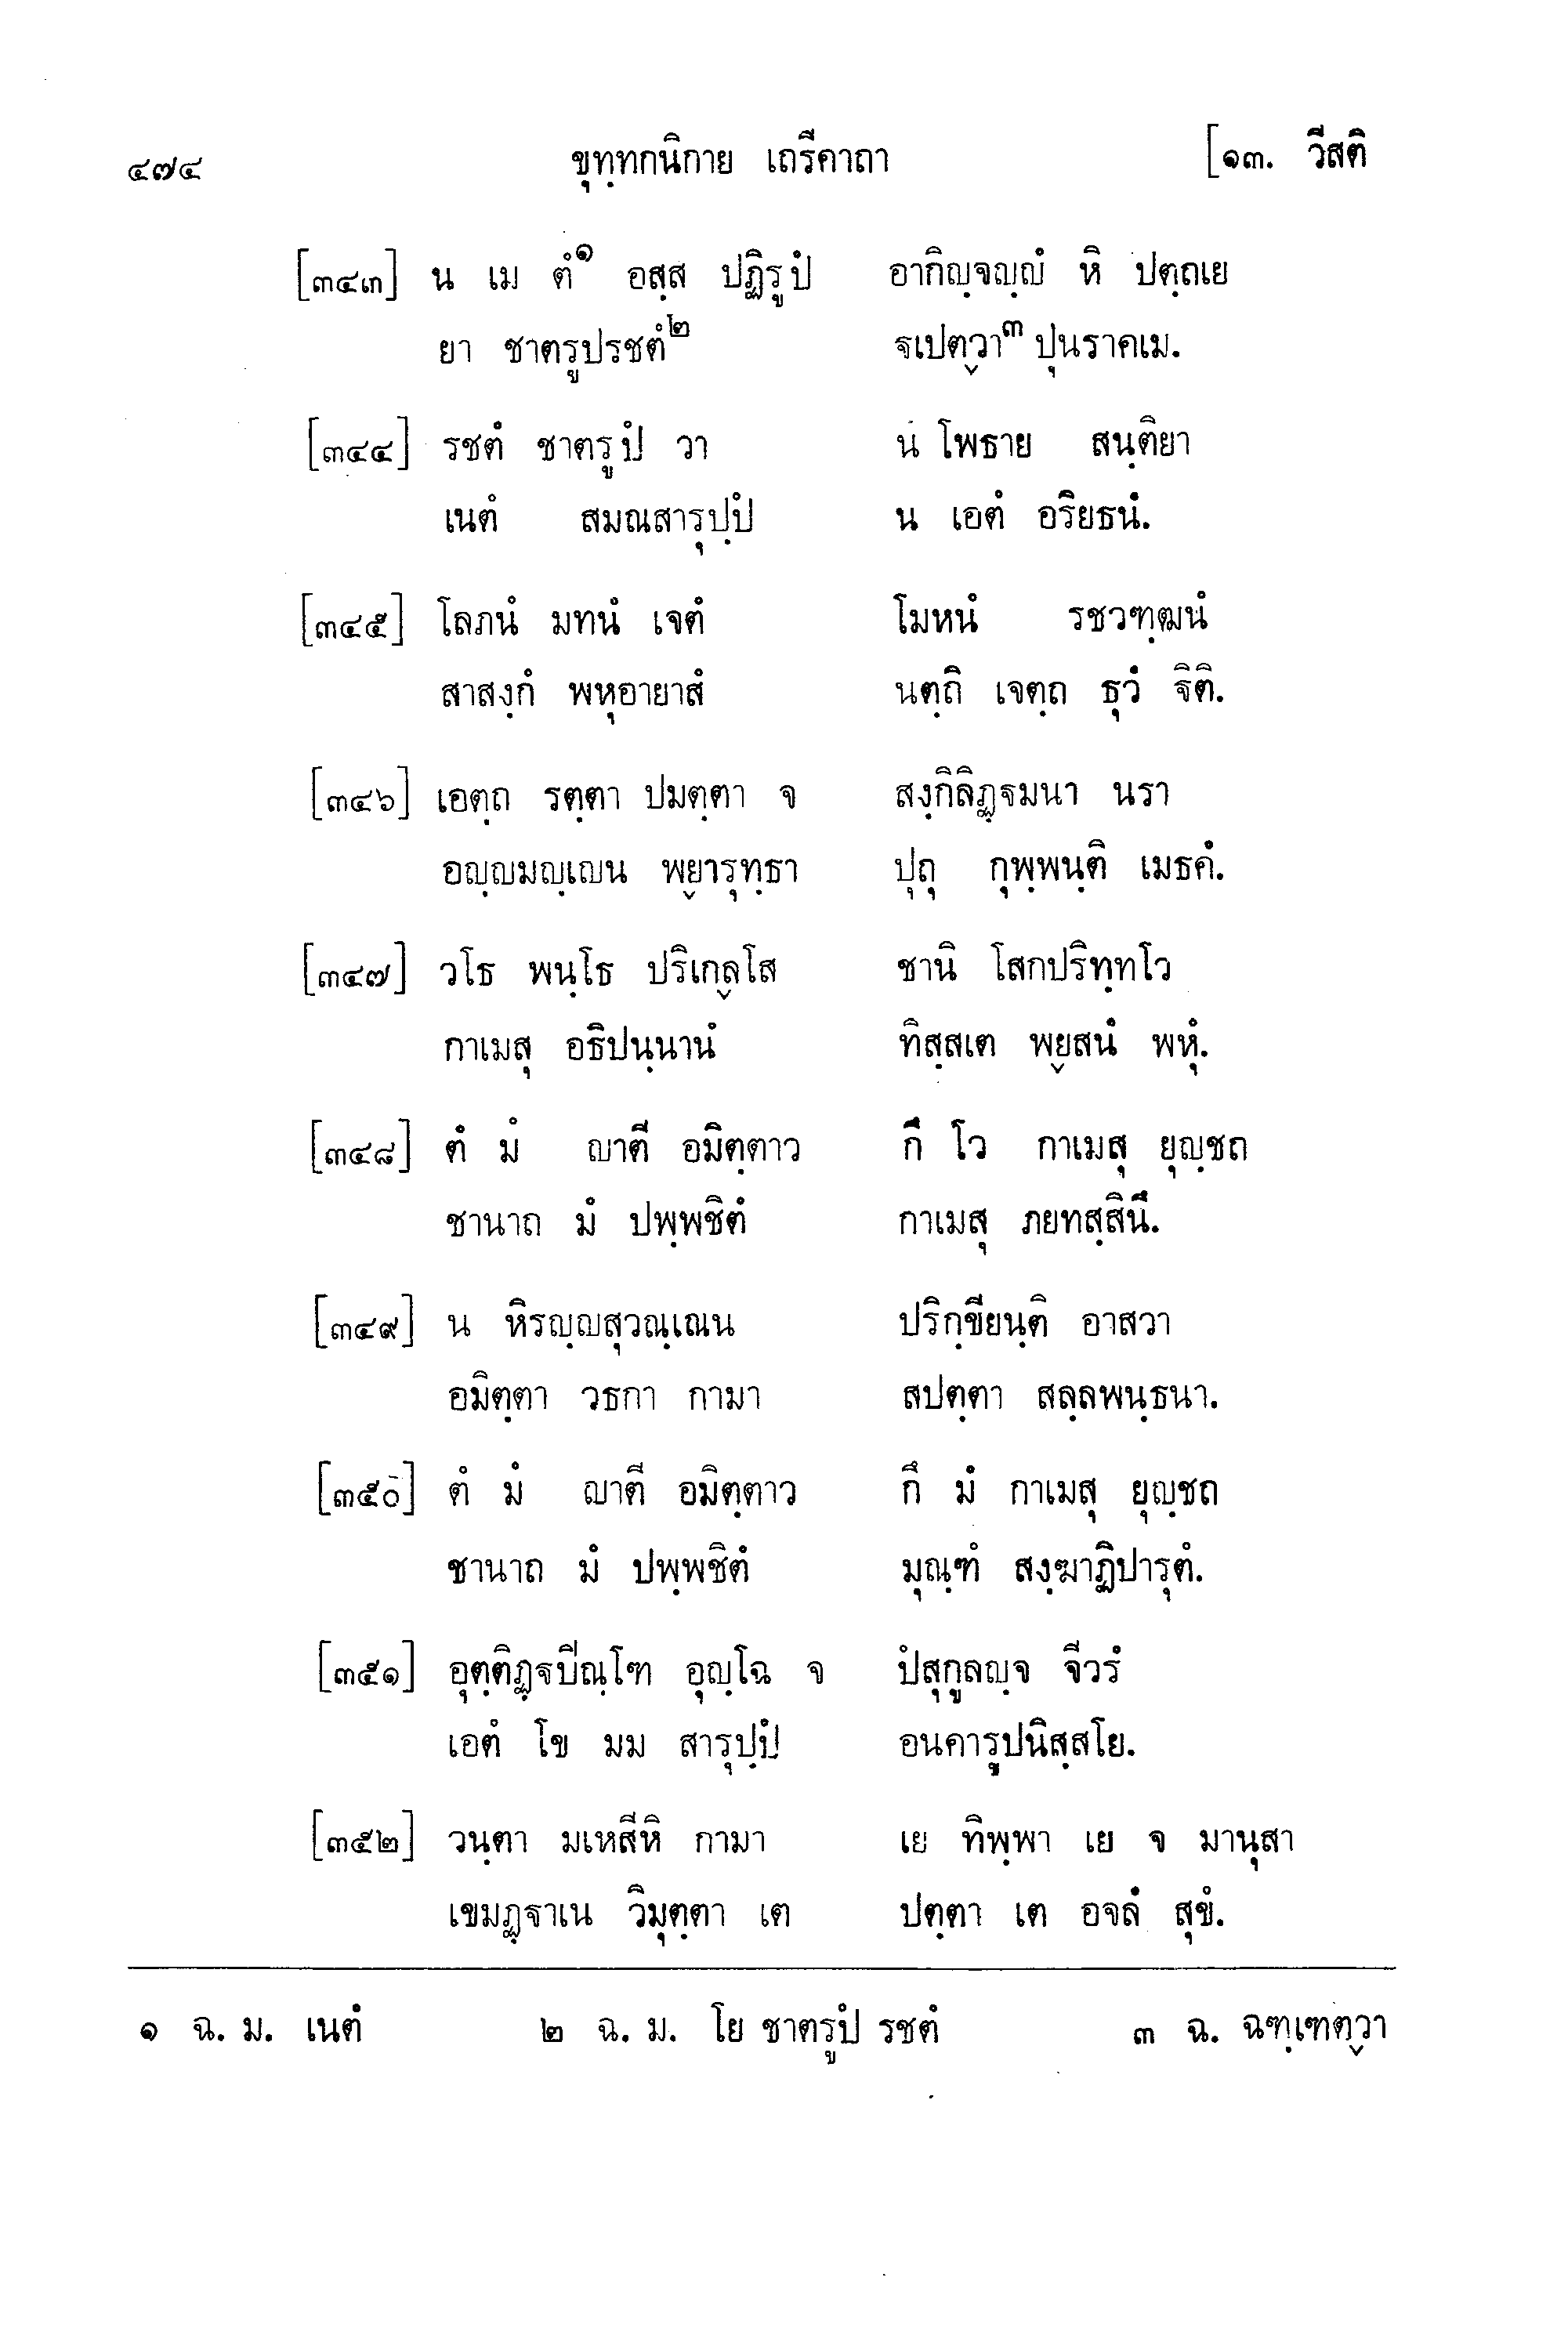 ๔๗๔ ขุทฺทกนิกาย เถรีคาถา [๑๓. วีสติ
[๓๔๓] น เม ตํ๑ อสฺส ปฏิรูปํ อากิญฺจญฺญํ หิ ปตฺถเย
ยา ชาตรูปรชตํ๒ ฐเปตฺวา๓ ปุนราคเม.
[๓๔๔] รชตํ ชาตรูปํ วา น โพธาย สนฺติยา
เนตํ สมณสารุปฺปํ น เอตํ อริยธนํ.
[๓๔๕] โลภนํ มทนํ เจตํ โมหนํ รชวฑฺฒนํ
สาสงฺกํ พหุอายาสํ นตฺถิ เจตฺถ ธุวํ ฐิติ.
[๓๔๖] เอตฺถ รตฺตา ปมตฺตา จ สงฺกิลิฏฺฐมนา นรา
อญฺญมญฺเญน พฺยารุทฺธา ปุถุ กุพฺพนฺติ เมธคํ.
[๓๔๗] วโธ พนฺโธ ปริเกฺลโส ชานิ โสกปริทฺทโว
กาเมสุ อธิปนฺนานํ ทิสฺสเต พฺยสนํ พหุํ.
[๓๔๘] ตํ มํ ญาตี อมิตฺตาว กึ โว กาเมสุ ยุญฺชถ
ชานาถ มํ ปพฺพชิตํ กาเมสุ ภยทสฺสินึ.
[๓๔๙] น หิรญฺญสุวณฺเณน ปริกฺขียนฺติ อาสวา
อมิตฺตา วธกา กามา สปตฺตา สลฺลพนฺธนา.
[๓๕๐] ตํ มํ ญาตี อมิตฺตาว กึ มํ กาเมสุ ยุญฺชถ
ชานาถ มํ ปพฺพชิตํ มุณฺฑํ สงฺฆาฏิปารุตํ.
[๓๕๑] อุตฺติฏฺฐปิณฺโฑ อุญฺโฉ จ ปํสุกูลญฺจ จีวรํ
เอตํ โข มม สารุปฺปํ อนคารูปนิสฺสโย.
[๓๕๒] วนฺตา มเหสีหิ กามา เย ทิพฺพา เย จ มานุสา
เขมฏฺฐาเน วิมุตฺตา เต ปตฺตา เต อจลํ สุขํ.
๑ ฉ. ม. เนตํ ๒ ฉ. ม. โย ชาตรูปํ รชตํ ๓ ฉ. ฉฑฺเฑตฺวา